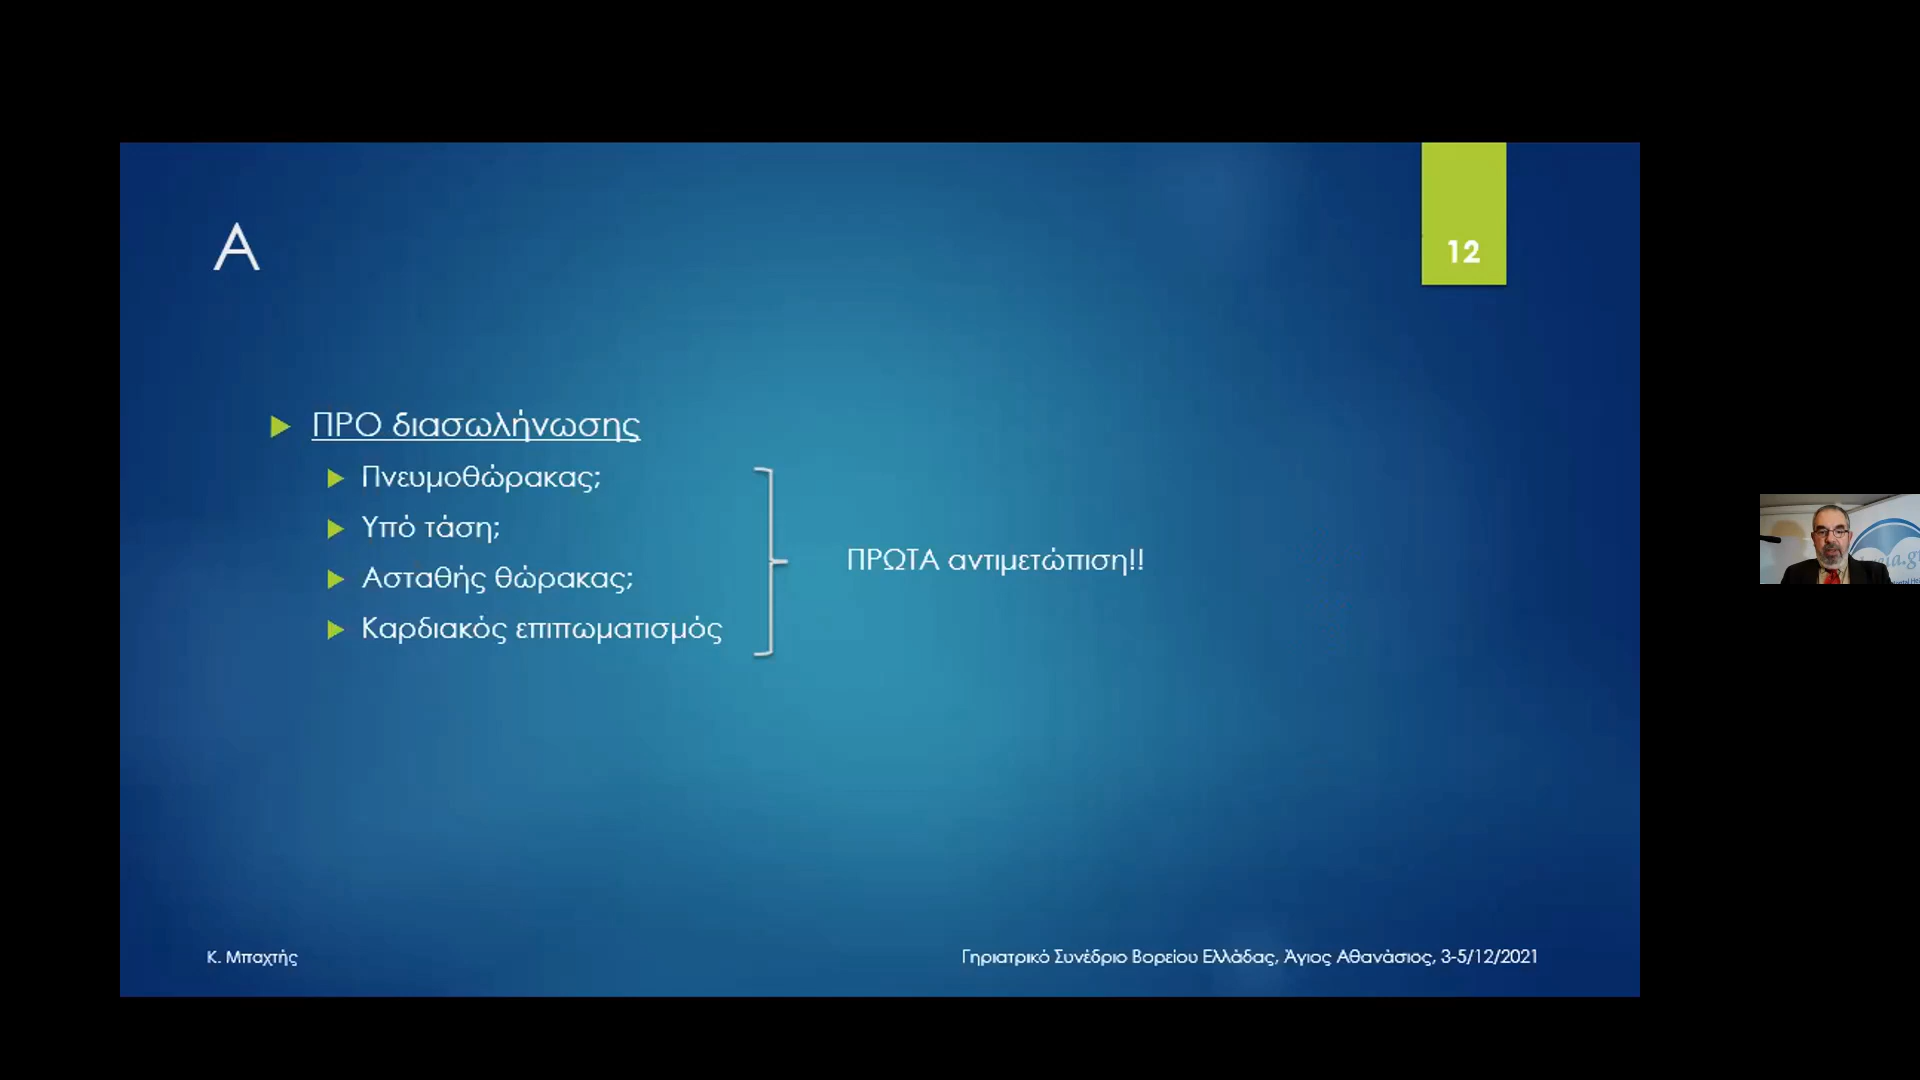 Α
12
ΠΡΟ διασωλήνωσης
Πνευμοθώρακας;
Υπό τάση;
Ασταθής θώρακας;
Καρδιακός επιπωματισμός
ΠΡΩΤΑ αντιμετώπιση!!
Κ. Μπαχτής
Γηριατρικό Συνέδριο Βορείου Ελλάδας, Άγιος Αθανάσιος, 3-5/12/2021